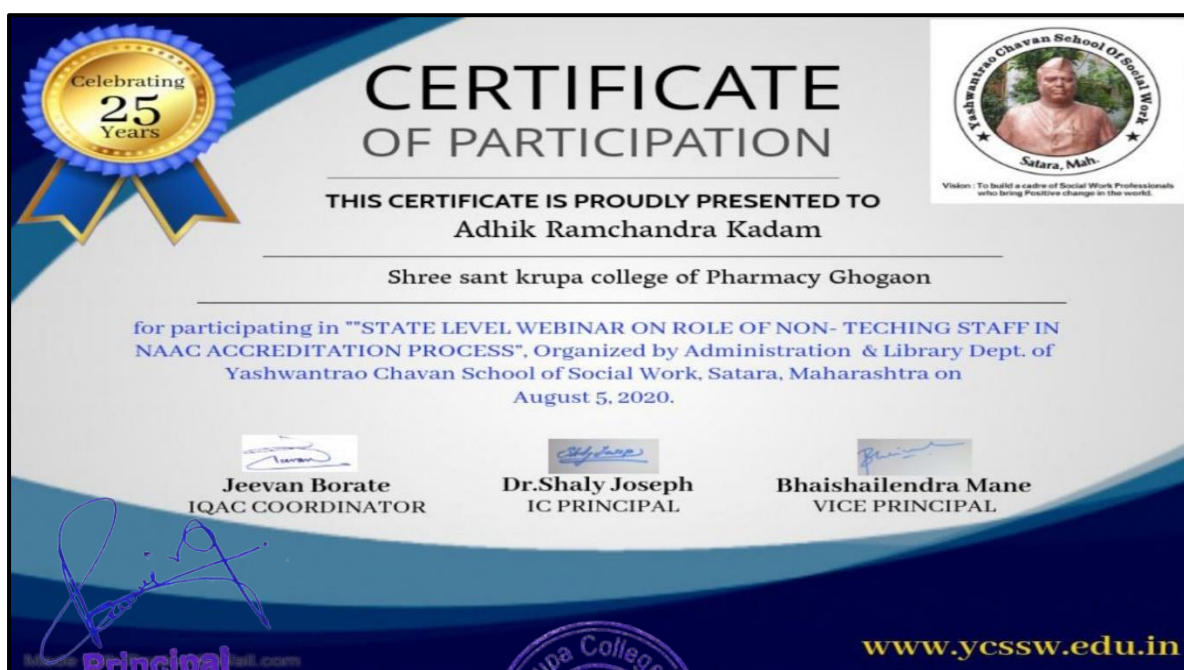 Celebrating
25
Years
CERTIFICATE
OF PARTICIPATION
Yashwantrao Chavan School Of Social Work
Satara, Mah.
Vision : To build a cadre of Social Work Professionals
who bring Positive change in the world.
THIS CERTIFICATE IS PROUDLY PRESENTED TO
Adhik Ramchandra Kadam
Shree sant krupa college of Pharmacy Ghogaon
for participating in ""STATE LEVEL WEBINAR ON ROLE OF NON- TECHING STAFF IN
NAAC ACCREDITATION PROCESS", Organized by Administration & Library Dept. of
Yashwantrao Chavan School of Social Work, Satara, Maharashtra on
August 5, 2020.
Jeevan Borate
IQAC COORDINATOR
Dr.Shaly Joseph
IC PRINCIPAL
Bhaishailendra Mane
VICE PRINCIPAL
Principal
College
www.ycssw.edu.in